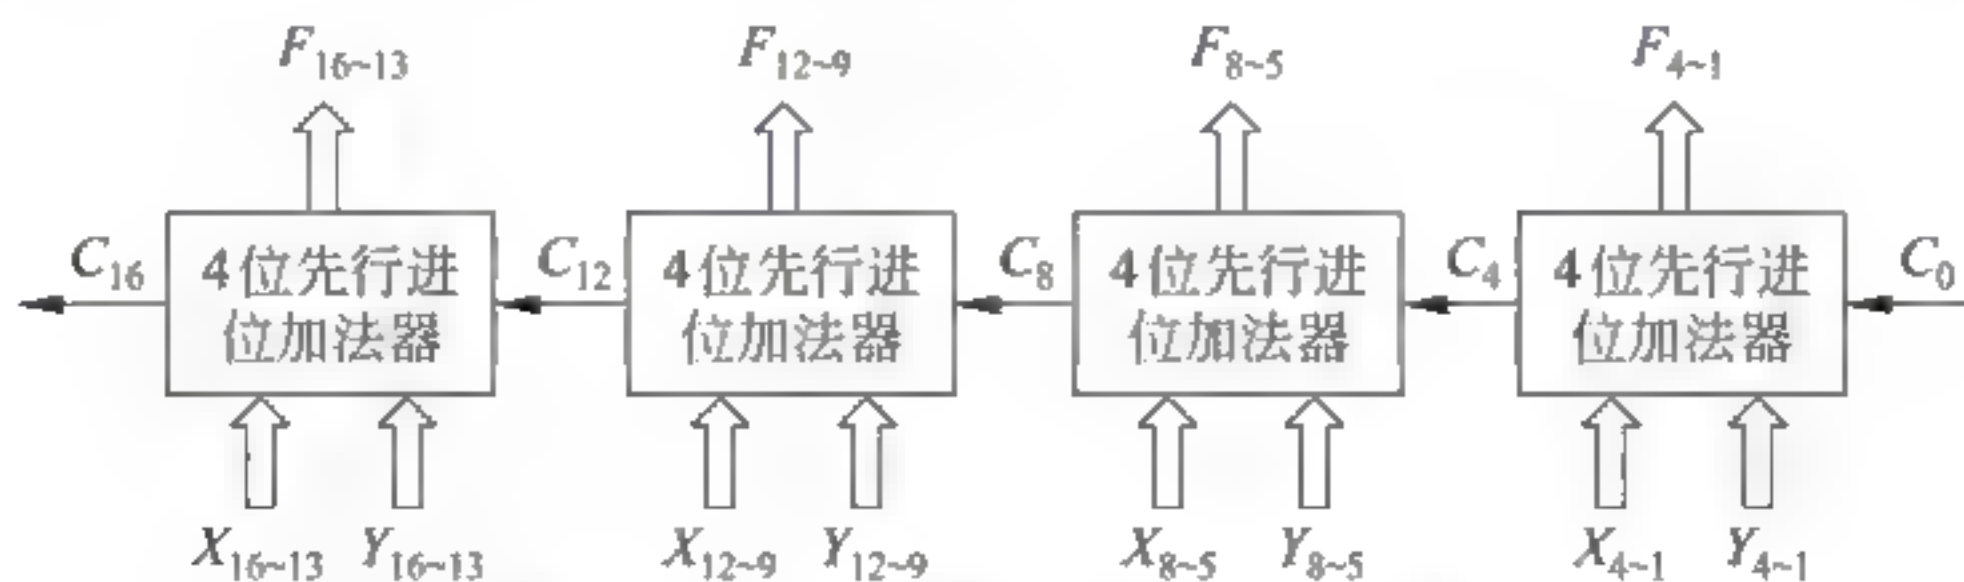 F16~13 F12~9 F8~5 F4~1
C16 4位先行进位加法器 C12 4位先行进位加法器 C8 4位先行进位加法器 C4 4位先行进位加法器 C0
X16~13 Y16~13 X12~9 Y12~9 X8~5 Y8~5 X4~1 Y4~1